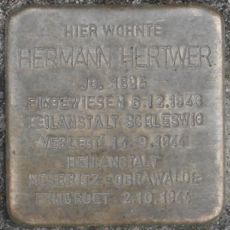 HIER WOHNTE
HERMANN HERTWER
JG. 1896
EINGEWIESEN 6.12.1943
HEILANSTALT SCHLESWIG
VERLEGT 14.9.1944
HEILANSTALT
MESERITZ-OBRAWALDE
ERMORDET 2.10.1944